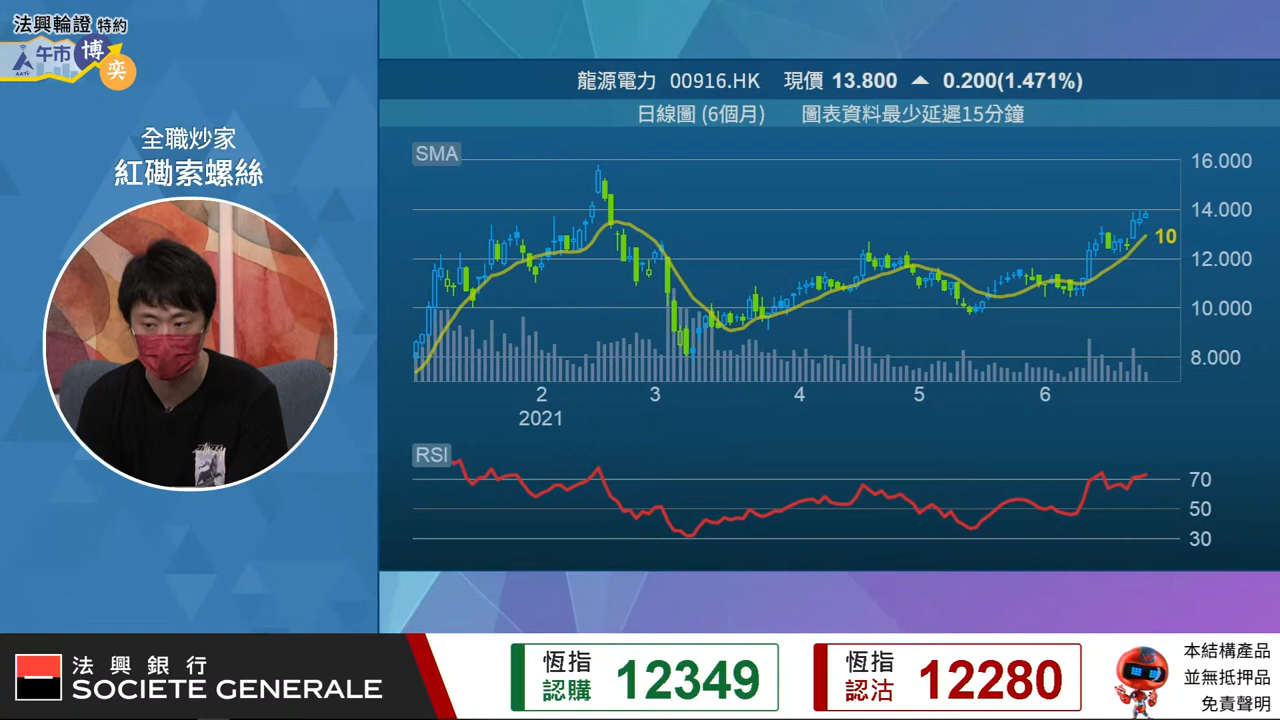 法興輪證 特約
午市 博弈
AATV
全職炒家
紅磡索螺絲
龍源電力 00916.HK 現價 13.800 ▲ 0.200(1.471%)
日線圖 (6個月) 圖表資料最少延遲15分鐘
SMA
16.000
14.000
10
12.000
10.000
8.000
2 3 4 5 6
2021
RSI
70
50
30
法興銀行
SOCIETE GENERALE
恆指
認購
12349
恆指
認沽
12280
本結構產品
並無抵押品
免責聲明